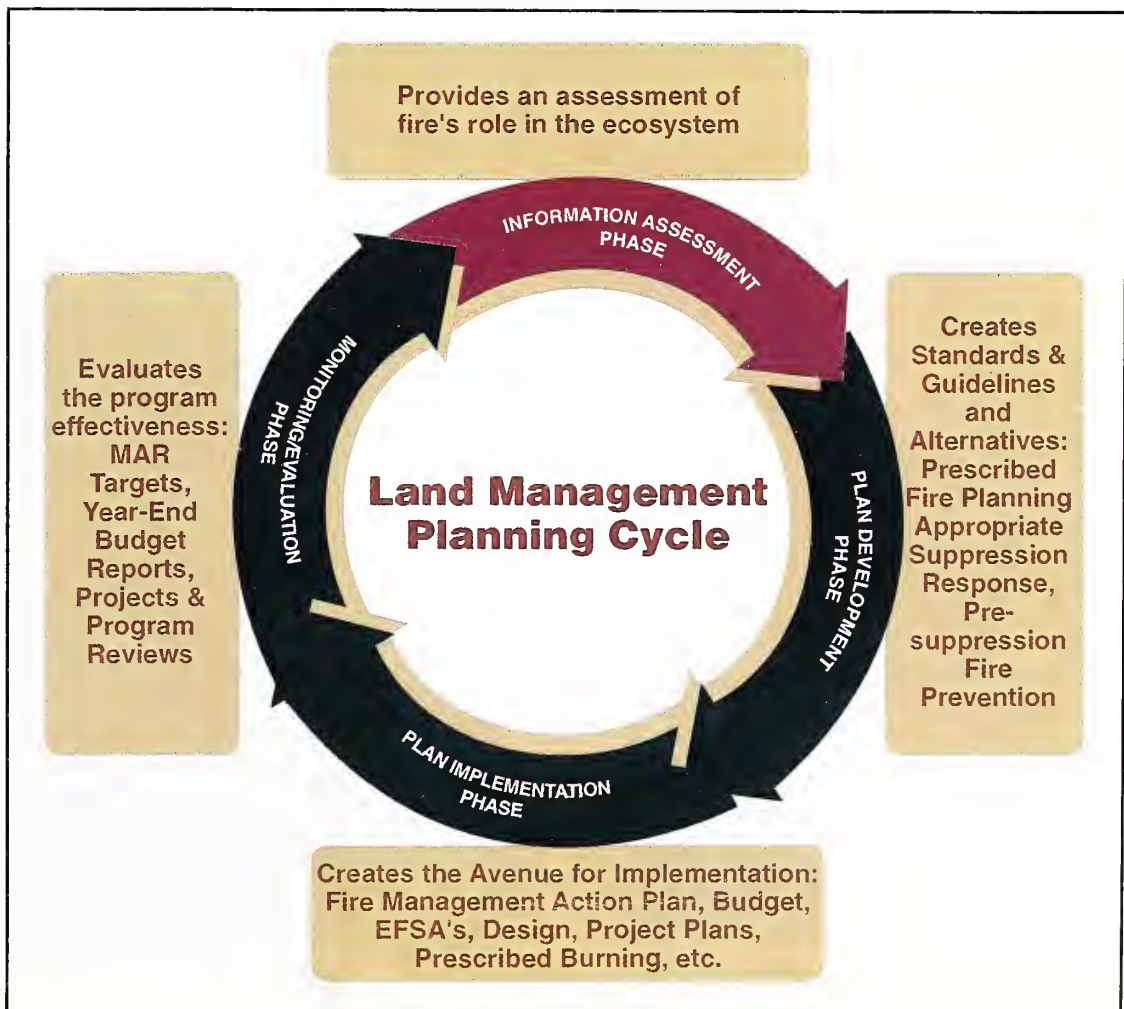 Provides an assessment of
fire's role in the ecosystem
INFORMATION ASSESSMENT
PHASE
Creates
Standards &
Guidelines
and
Alternatives:
Prescribed
Fire Planning
Appropriate
Suppression
Response,
Pre-
suppression
Fire
Prevention
PLAN DEVELOPMENT
PHASE
Land Management
Planning Cycle
PLAN IMPLEMENTATION
PHASE
Creates the Avenue for Implementation:
Fire Management Action Plan, Budget,
EFSA's, Design, Project Plans,
Prescribed Burning, etc.
MONITORING/EVALUATION
PHASE
Evaluates
the program
effectiveness:
MAR
Targets,
Year-End
Budget
Reports,
Projects &
Program
Reviews